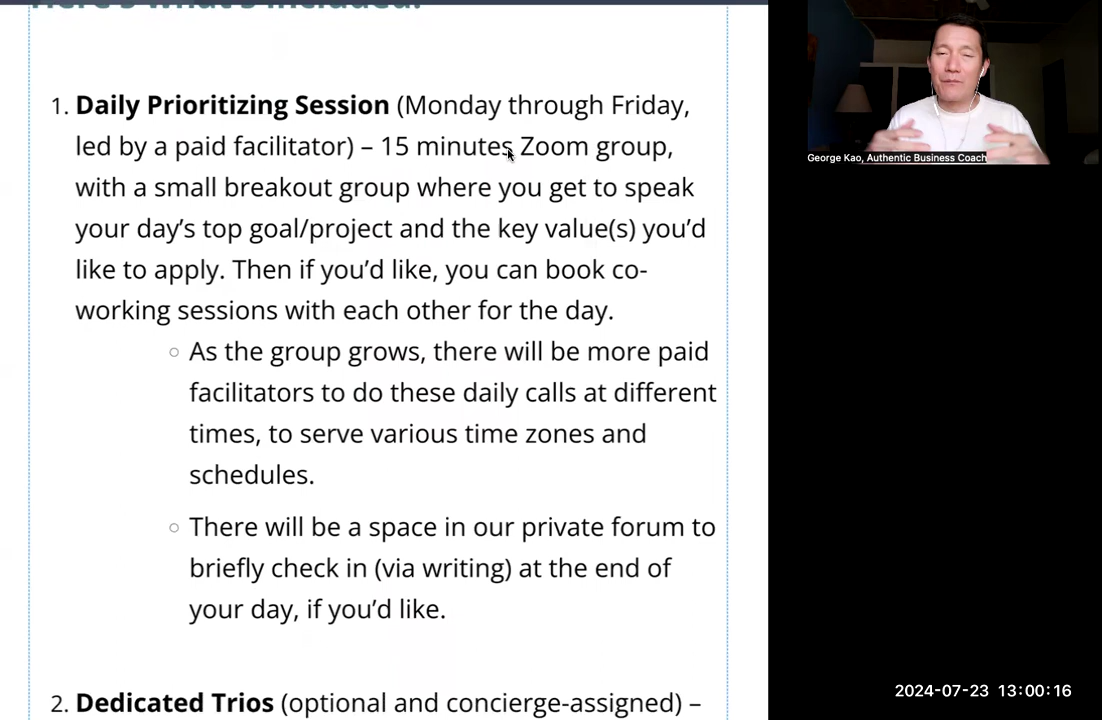 Here's what's included:
1. Daily Prioritizing Session (Monday through Friday,
led by a paid facilitator) – 15 minutes Zoom group,
with a small breakout group where you get to speak
your day's top goal/project and the key value(s) you'd
like to apply. Then if you'd like, you can book co-
working sessions with each other for the day.
○ As the group grows, there will be more paid
facilitators to do these daily calls at different
times, to serve various time zones and
schedules.
○ There will be a space in our private forum to
briefly check in (via writing) at the end of
your day, if you'd like.
2. Dedicated Trios (optional and concierge-assigned) –
George Kao, Authentic Business Coach
2024-07-23 13:00:16